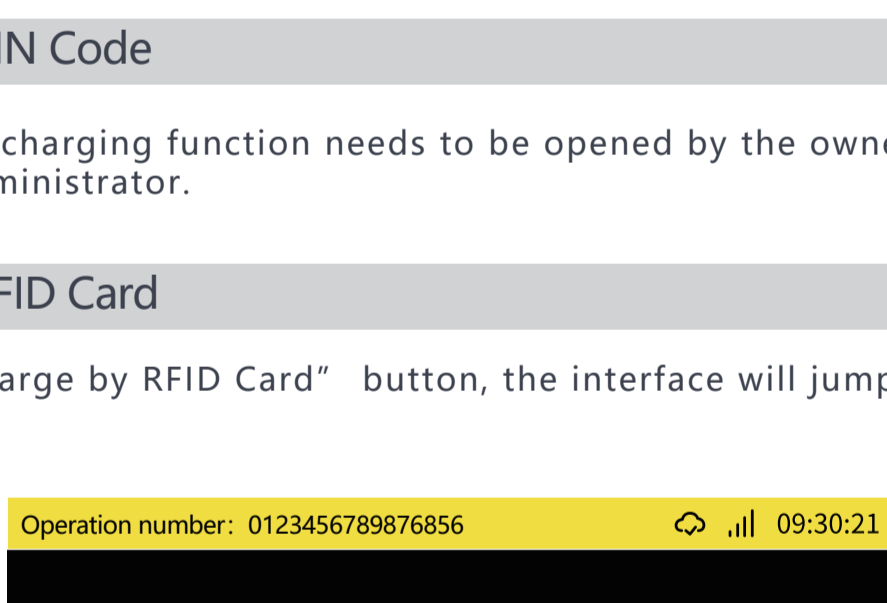 IN Code
charging function needs to be opened by the owne
ministrator.
FID Card
arge by RFID Card” button, the interface will jump
Operation number: 0123456789876856 09:30:21